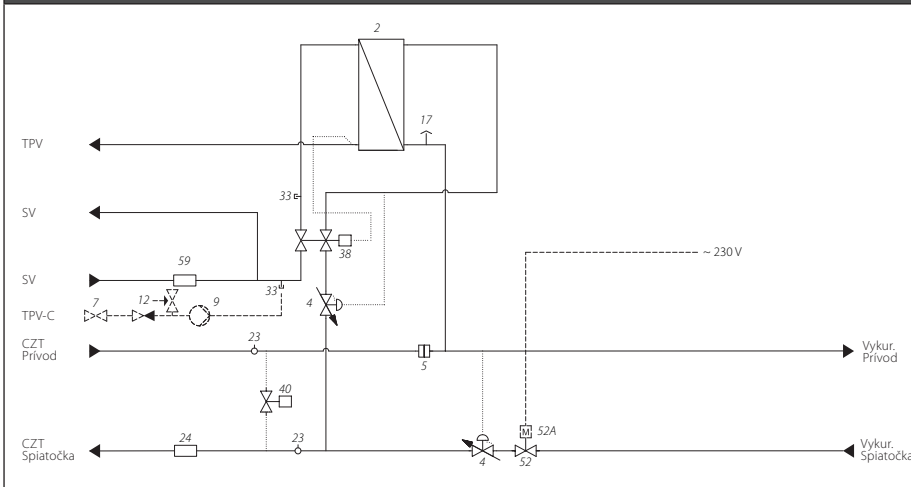 2
17
TPV
33
SV
38
59
SV
33
4
~ 230 V
7
12
9
TPV-C
23
CZT
Prívod
5
Vykur.
Prívod
40
24
23
M
52A
CZT
Spiatočka
4
52
Vykur.
Spiatočka